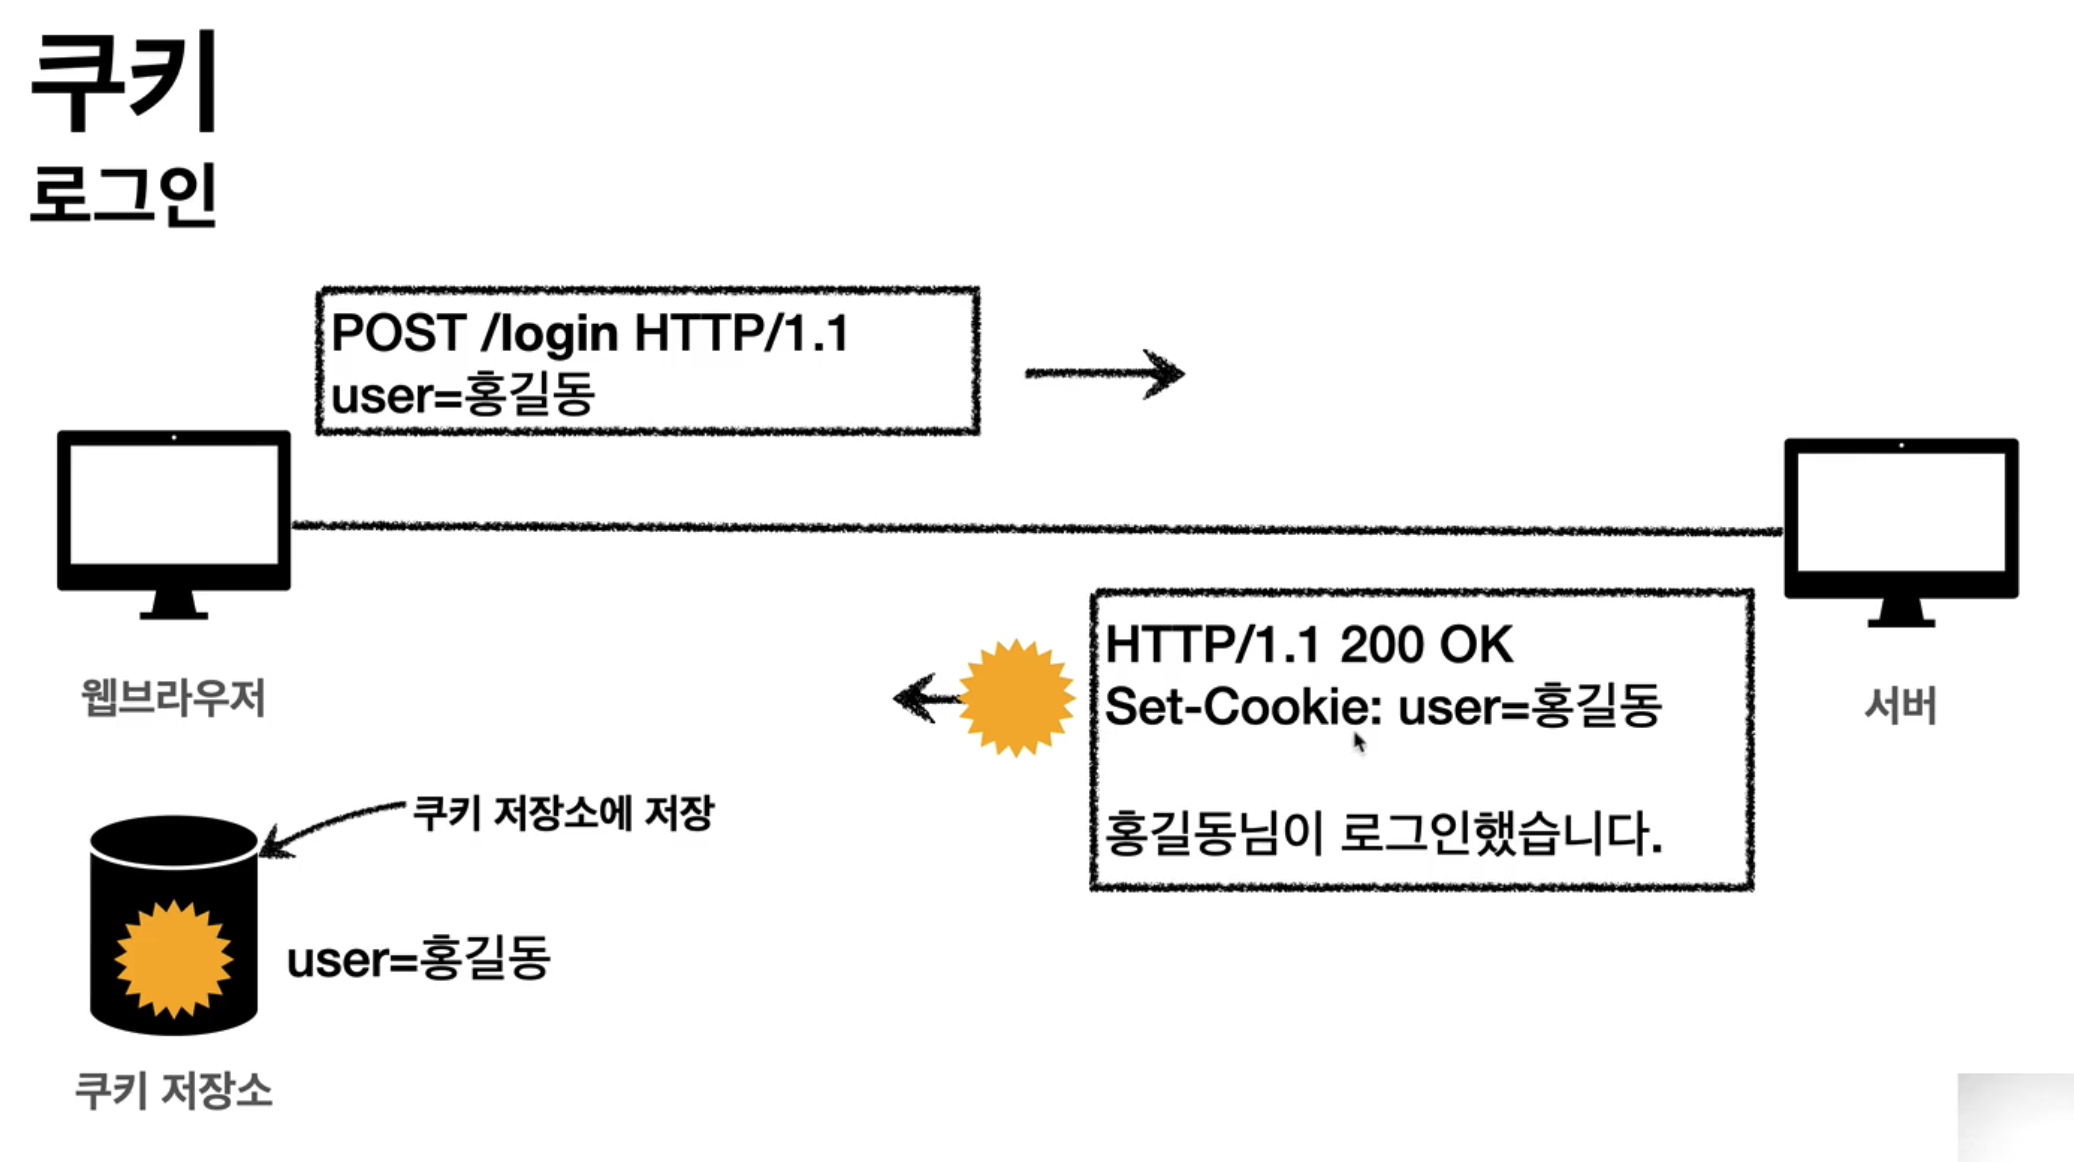 쿠키
로그인
POST /login HTTP/1.1
user=홍길동
웹브라우저
서버
HTTP/1.1 200 OK
Set-Cookie: user=홍길동
홍길동님이 로그인했습니다.
쿠키 저장소에 저장
user=홍길동
쿠키 저장소